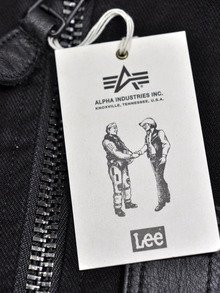 ALPHA INDUSTRIES INC.
KNOXVILLE, TENNESSEE, U.S.A.
Lee